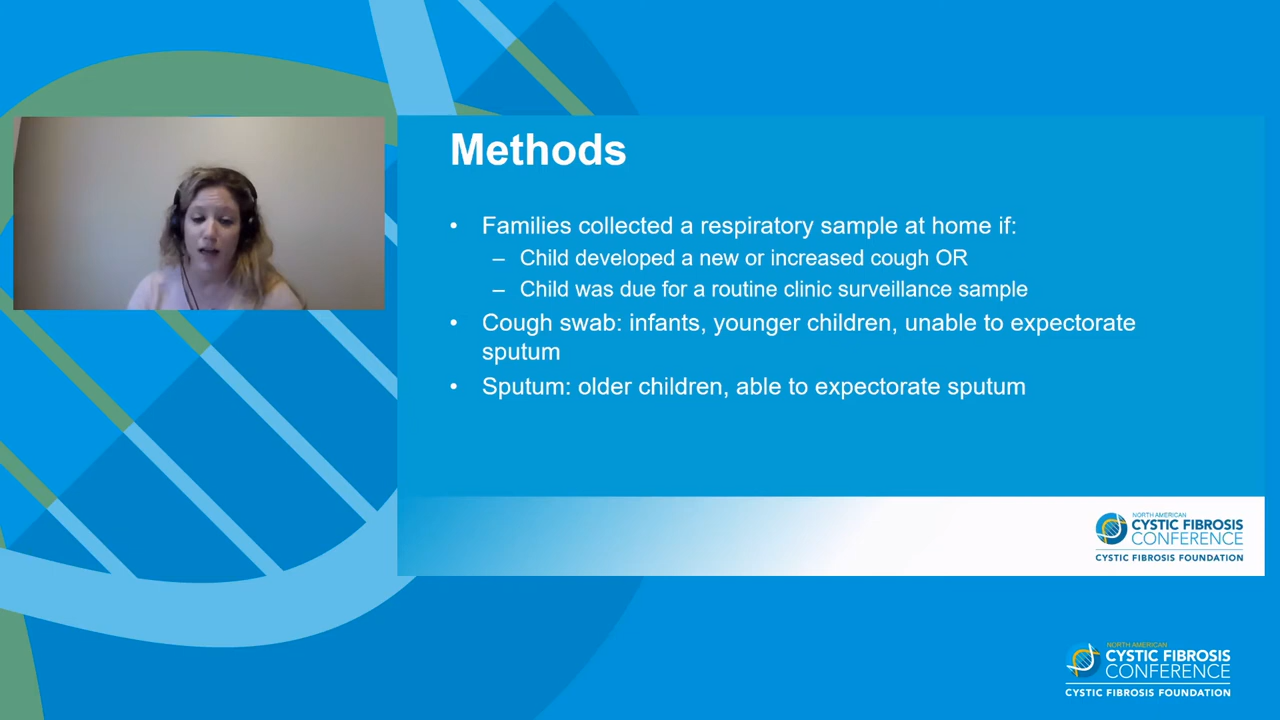 Methods
• Families collected a respiratory sample at home if:
– Child developed a new or increased cough OR
– Child was due for a routine clinic surveillance sample
• Cough swab: infants, younger children, unable to expectorate
sputum
• Sputum: older children, able to expectorate sputum
NORTH AMERICAN
CYSTIC FIBROSIS
CONFERENCE
CYSTIC FIBROSIS FOUNDATION
NORTH AMERICAN
CYSTIC FIBROSIS
CONFERENCE
CYSTIC FIBROSIS FOUNDATION